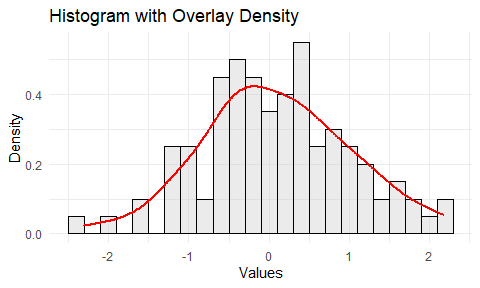 Histogram with Overlay Density
Density
0.4
0.2
0.0
-2 -1 0 1 2
Values